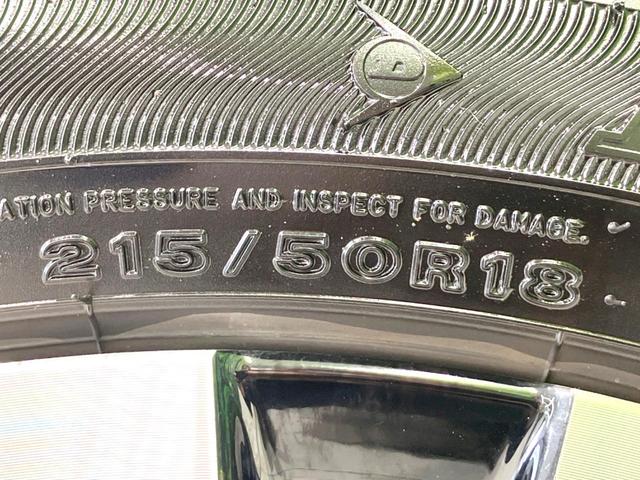 D
ATION PRESSURE AND INSPECT FOR DAMAGE.
215/50R18